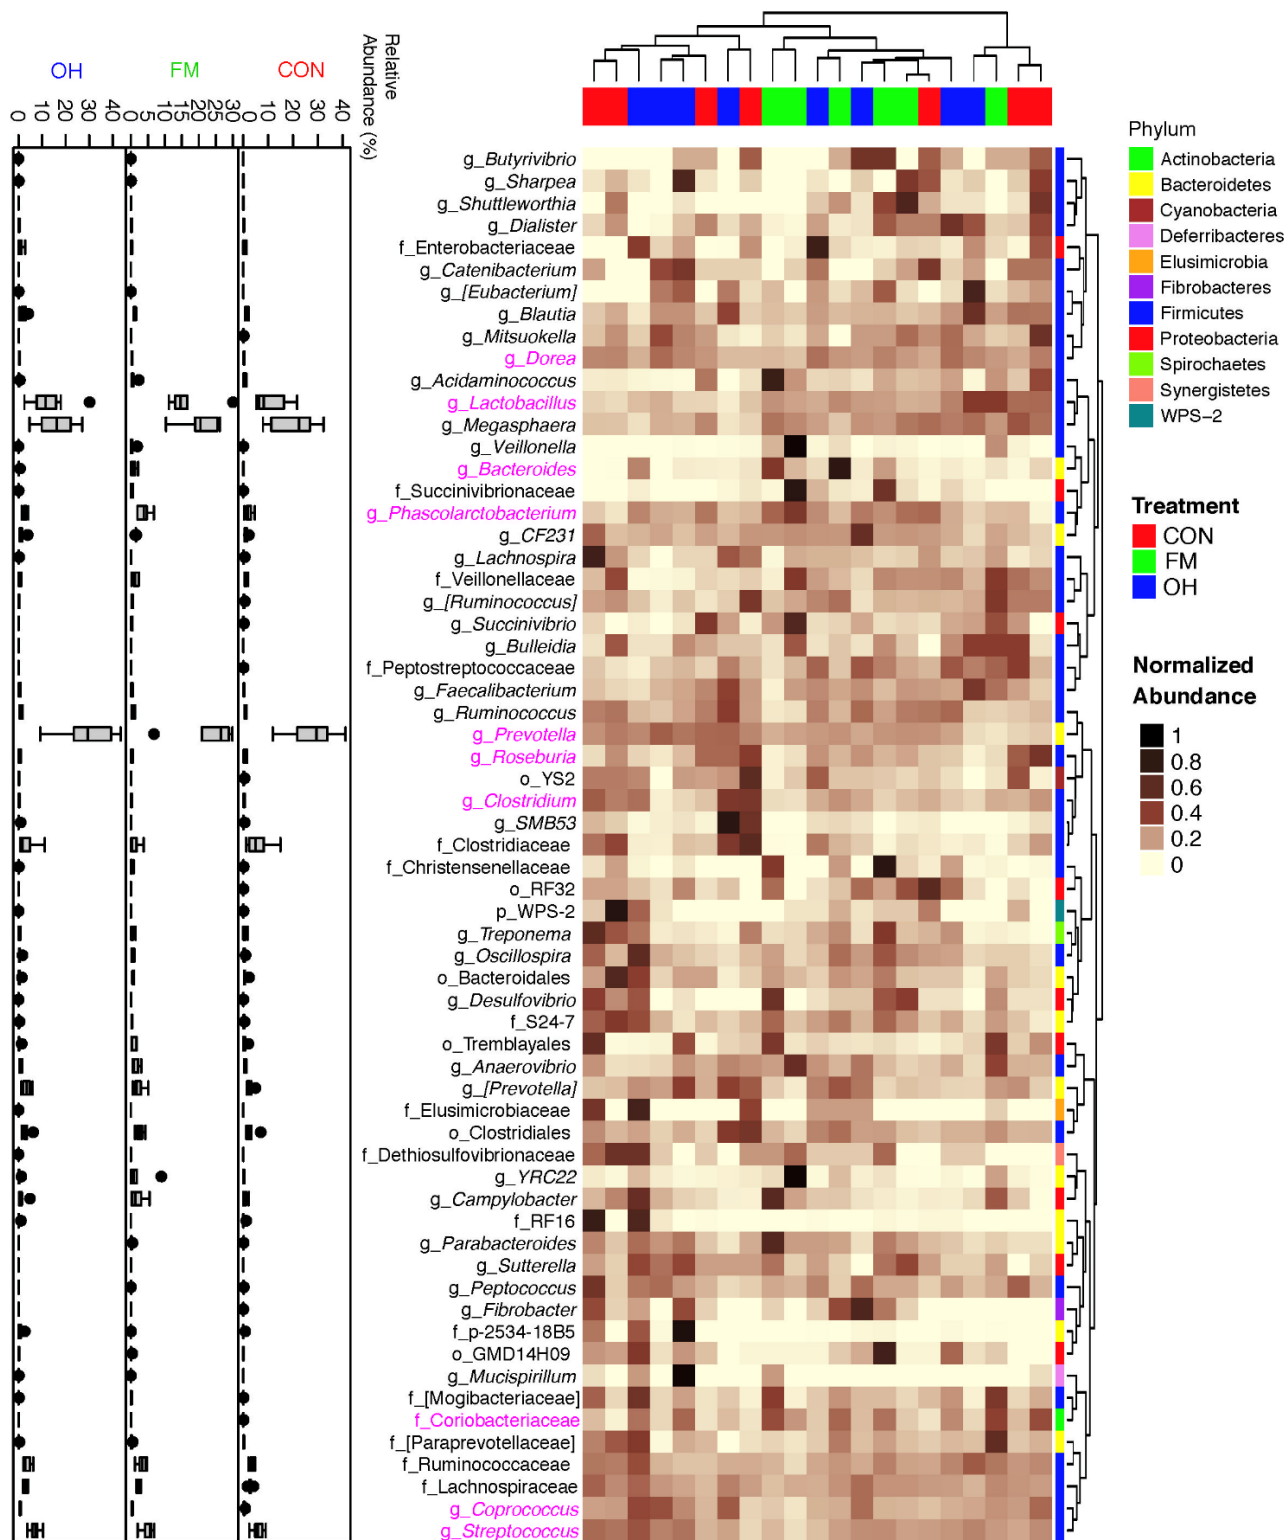 OH
FM
CON
Relative
Abundance (%)
0 10 20 30 40
0 5 10 15 20 25 30
0 10 20 30 40
g_Butyrivibrio
g_Sharpea
g_Shuttleworthia
g_Dialister
f_Enterobacteriaceae
g_Catenibacterium
g_[Eubacterium]
g_Blautia
g_Mitsuokella
g_Dorea
g_Acidaminococcus
g_Lactobacillus
g_Megasphaera
g_Veillonella
g_Bacteroides
f_Succinivibrionaceae
g_Phascolarctobacterium
g_CF231
g_Lachnospira
f_Veillonellaceae
g_[Ruminococcus]
g_Succinivibrio
g_Bulleidia
f_Peptostreptococcaceae
g_Faecalibacterium
g_Ruminococcus
g_Prevotella
g_Roseburia
o_YS2
g_Clostridium
g_SMB53
f_Clostridiaceae
f_Christensenellaceae
o_RF32
p_WPS-2
g_Treponema
g_Oscillospira
o_Bacteroidales
g_Desulfovibrio
f_S24-7
o_Tremblayales
g_Anaerovibrio
g_[Prevotella]
f_Elusimicrobiaceae
o_Clostridiales
f_Dethiosulfovibrionaceae
g_YRC22
g_Campylobacter
f_RF16
g_Parabacteroides
g_Sutterella
g_Peptococcus
g_Fibrobacter
f_p-2534-18B5
o_GMD14H09
g_Mucispirillum
f_[Mogibacteriaceae]
f_Coriobacteriaceae
f_[Paraprevotellaceae]
f_Ruminococcaceae
f_Lachnospiraceae
g_Coprococcus
g_Streptococcus
Phylum
Actinobacteria
Bacteroidetes
Cyanobacteria
Deferribacteres
Elusimicrobia
Fibrobacteres
Firmicutes
Proteobacteria
Spirochaetes
Synergistetes
WPS-2
Treatment
CON
FM
OH
Normalized
Abundance
1
0.8
0.6
0.4
0.2
0